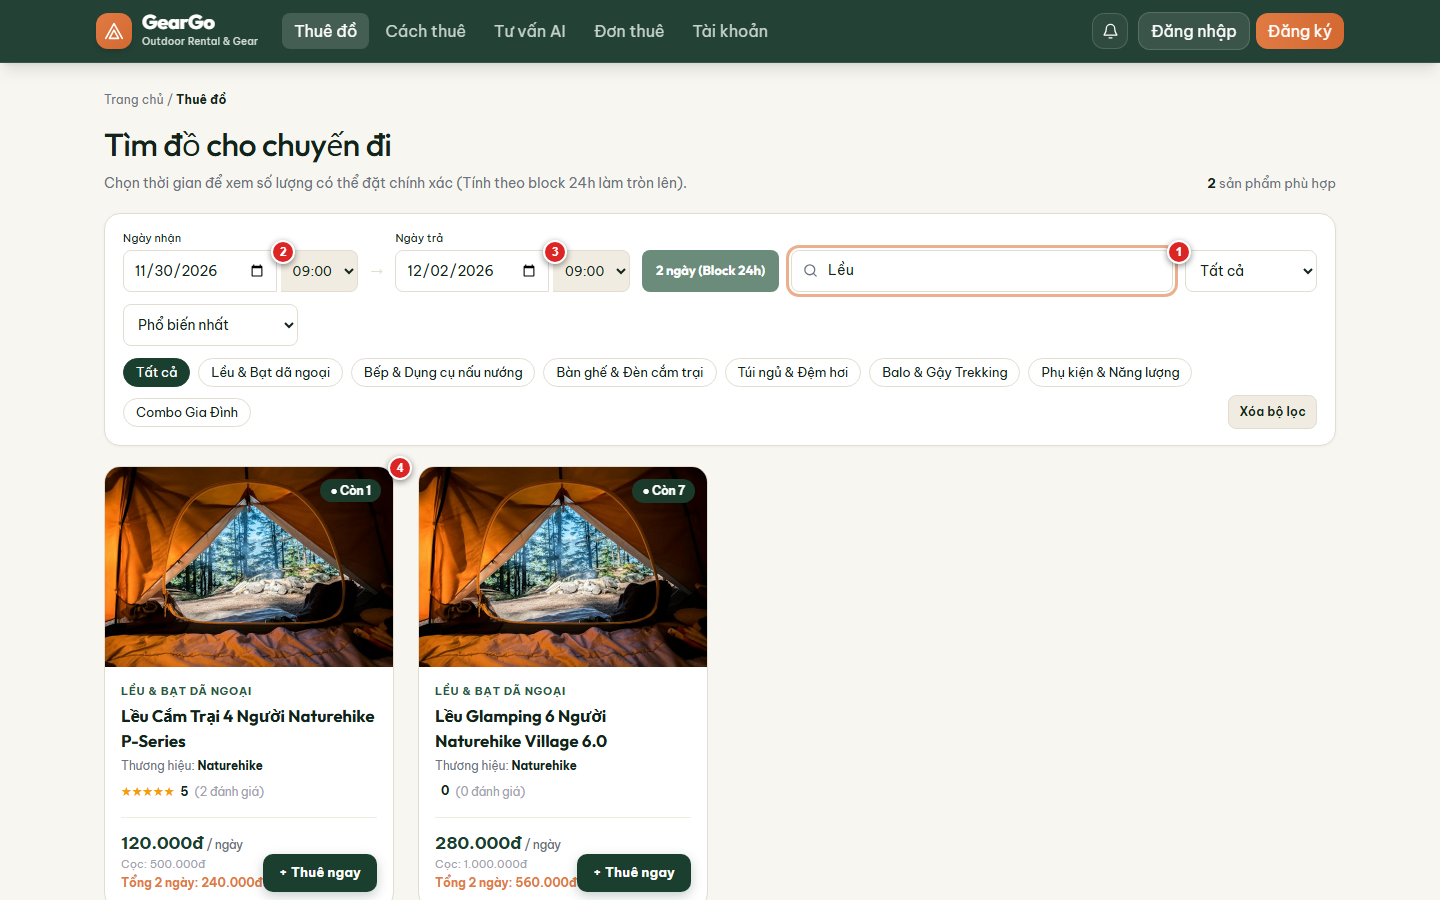 GearGo
Outdoor Rental & Gear
Thuê đồ
Cách thuê
Tư vấn AI
Đơn thuê
Tài khoản
Đăng nhập
Đăng ký
Trang chủ / Thuê đồ
Tìm đồ cho chuyến đi
Chọn thời gian để xem số lượng có thể đặt chính xác (Tính theo block 24h làm tròn lên).
2 sản phẩm phù hợp
Ngày nhận
Ngày trả
11/30/2026
2
09:00
→
12/02/2026
3
09:00
2 ngày (Block 24h)
Lều
1
Tất cả
Phổ biến nhất
Tất cả
Lều & Bạt dã ngoại
Bếp & Dụng cụ nấu nướng
Bàn ghế & Đèn cắm trại
Túi ngủ & Đệm hơi
Balo & Gậy Trekking
Phụ kiện & Năng lượng
Combo Gia Đình
Xóa bộ lọc
4
● Còn 1
● Còn 7
LỀU & BẠT DÃ NGOẠI
Lều Cắm Trại 4 Người Naturehike
P-Series
Thương hiệu: Naturehike
★★★★★ 5 (2 đánh giá)
120.000đ / ngày
Cọc: 500.000đ
Tổng 2 ngày: 240.000đ
+ Thuê ngay
LỀU & BẠT DÃ NGOẠI
Lều Glamping 6 Người
Naturehike Village 6.0
Thương hiệu: Naturehike
0 (0 đánh giá)
280.000đ / ngày
Cọc: 1.000.000đ
Tổng 2 ngày: 560.000đ
+ Thuê ngay